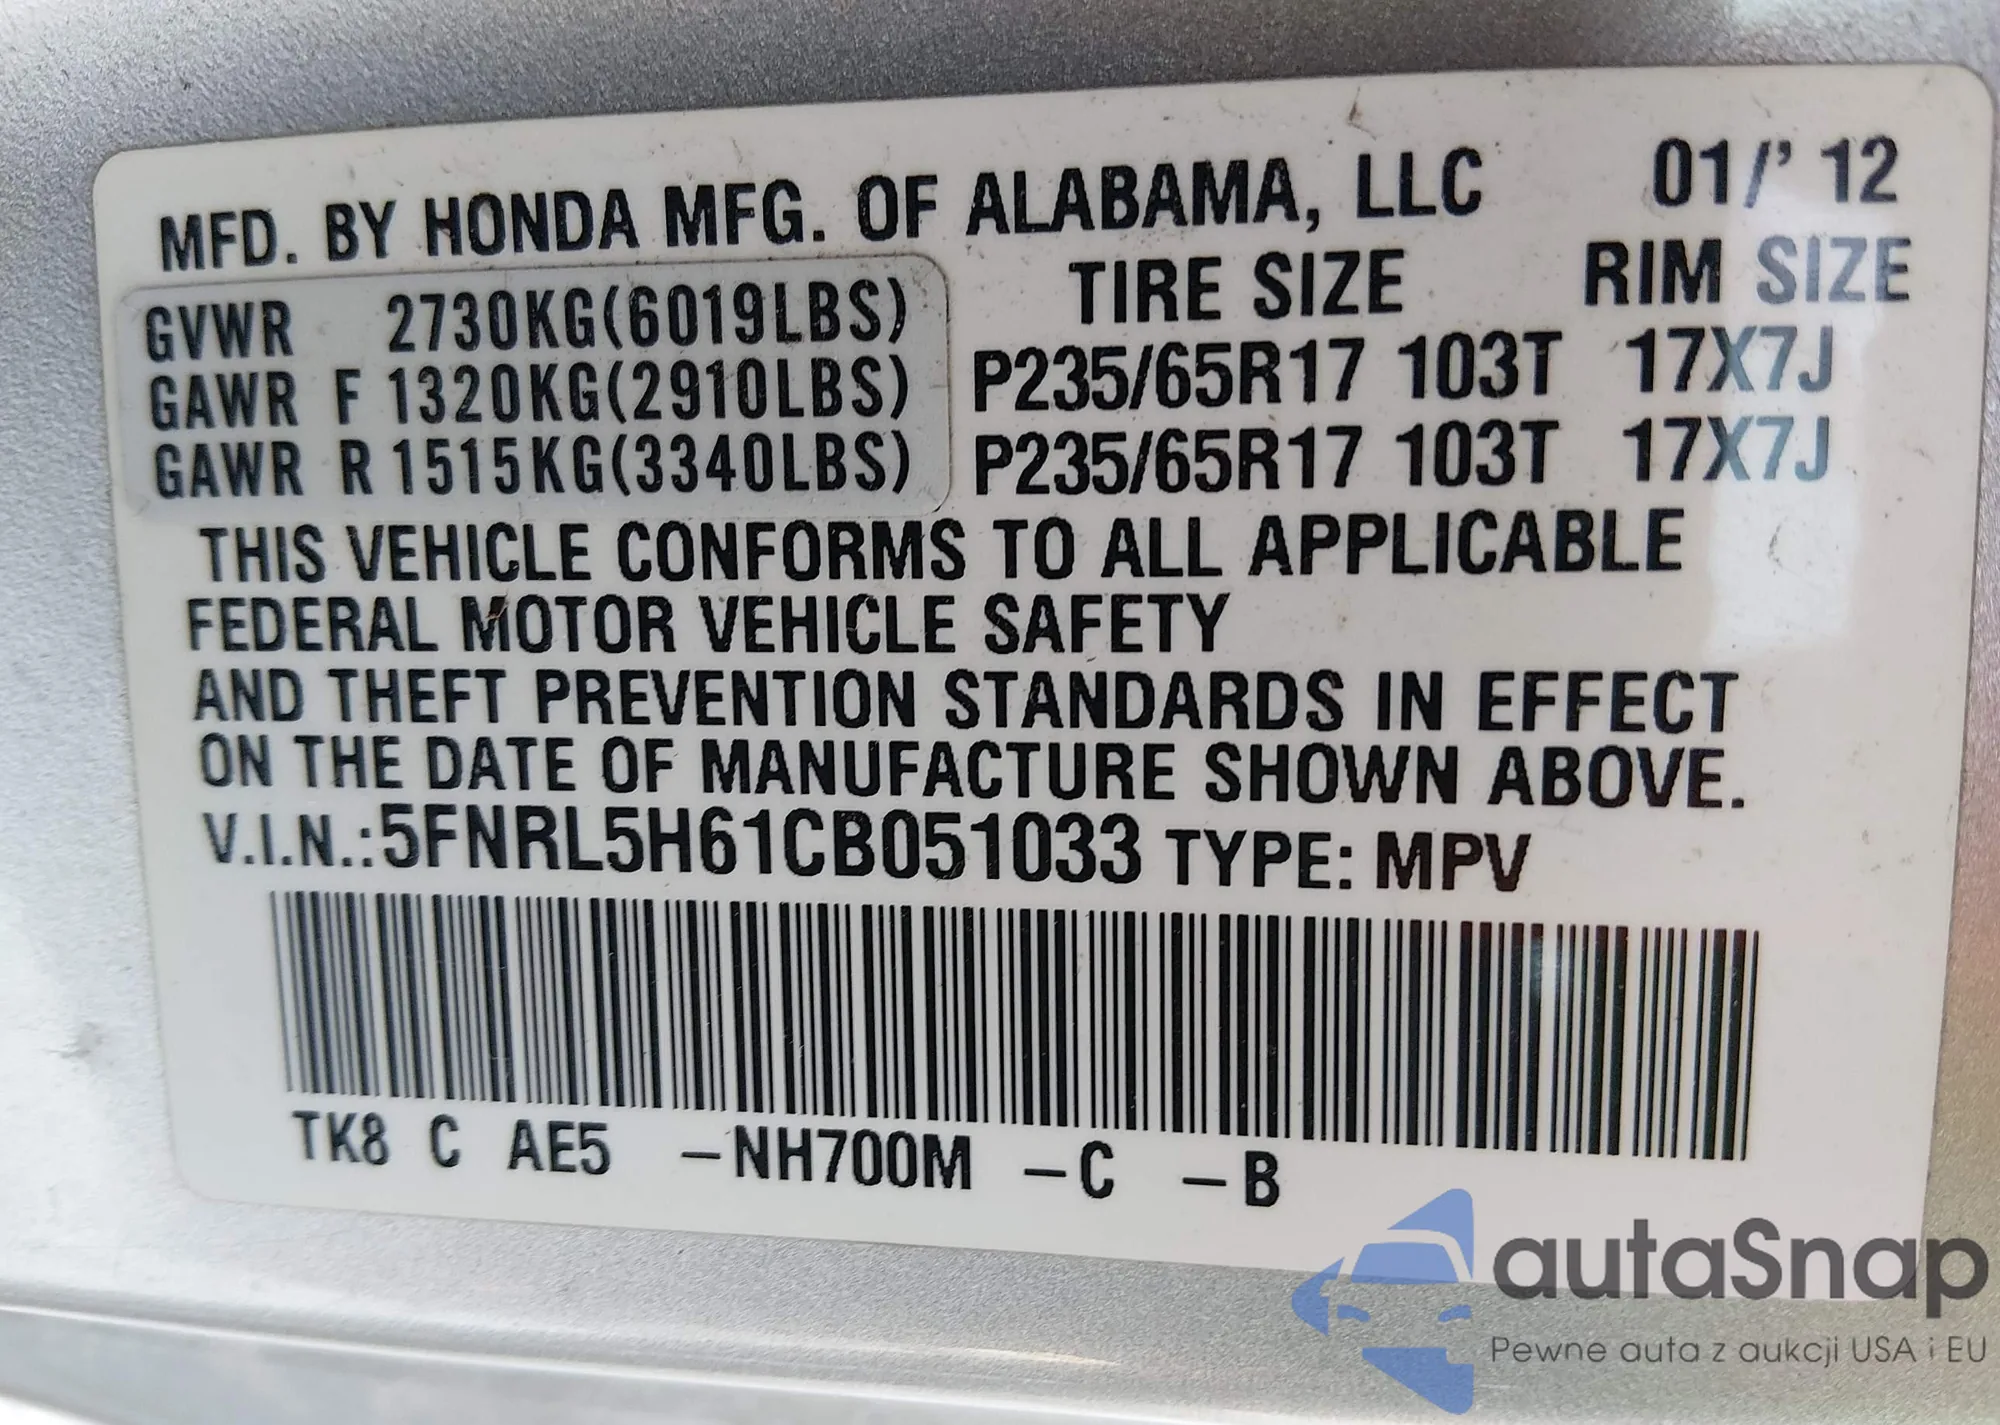 MFD. BY HONDA MFG. OF ALABAMA, LLC 01/' 12
TIRE SIZE RIM SIZE
GVWR 2730KG(6019LBS)
GAWR F 1320KG(2910LBS) P235/65R17 103T 17X7J
GAWR R 1515KG(3340LBS) P235/65R17 103T 17X7J
THIS VEHICLE CONFORMS TO ALL APPLICABLE
FEDERAL MOTOR VEHICLE SAFETY
AND THEFT PREVENTION STANDARDS IN EFFECT
ON THE DATE OF MANUFACTURE SHOWN ABOVE.
V.I.N.:5FNRL5H61CB051033 TYPE: MPV
TK8 C AE5 –NH700M –C –B
autaSnap
Pewne auta z aukcji USA i EU